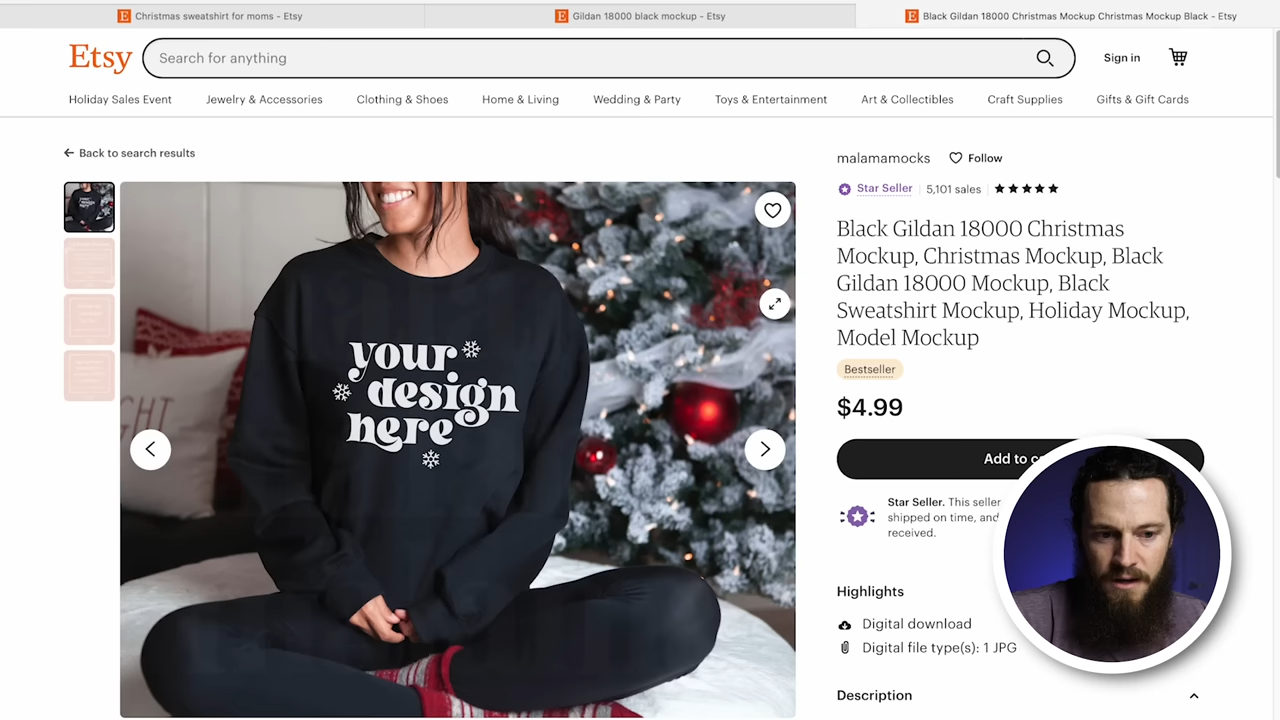 Christmas sweatshirt for moms - Etsy
Gildan 18000 black mockup - Etsy
Black Gildan 18000 Christmas Mockup Christmas Mockup Black - Etsy
Etsy
Search for anything
Sign in
Holiday Sales Event
Jewelry & Accessories
Clothing & Shoes
Home & Living
Wedding & Party
Toys & Entertainment
Art & Collectibles
Craft Supplies
Gifts & Gift Cards
Back to search results
your
design
here
malamamocks
Follow
Star Seller
5,101 sales
Black Gildan 18000 Christmas
Mockup, Christmas Mockup, Black
Gildan 18000 Mockup, Black
Sweatshirt Mockup, Holiday Mockup,
Model Mockup
Bestseller
$4.99
Add to
Star Seller. This seller
shipped on time, and
received.
Highlights
Digital download
Digital file type(s): 1 JPG
Description